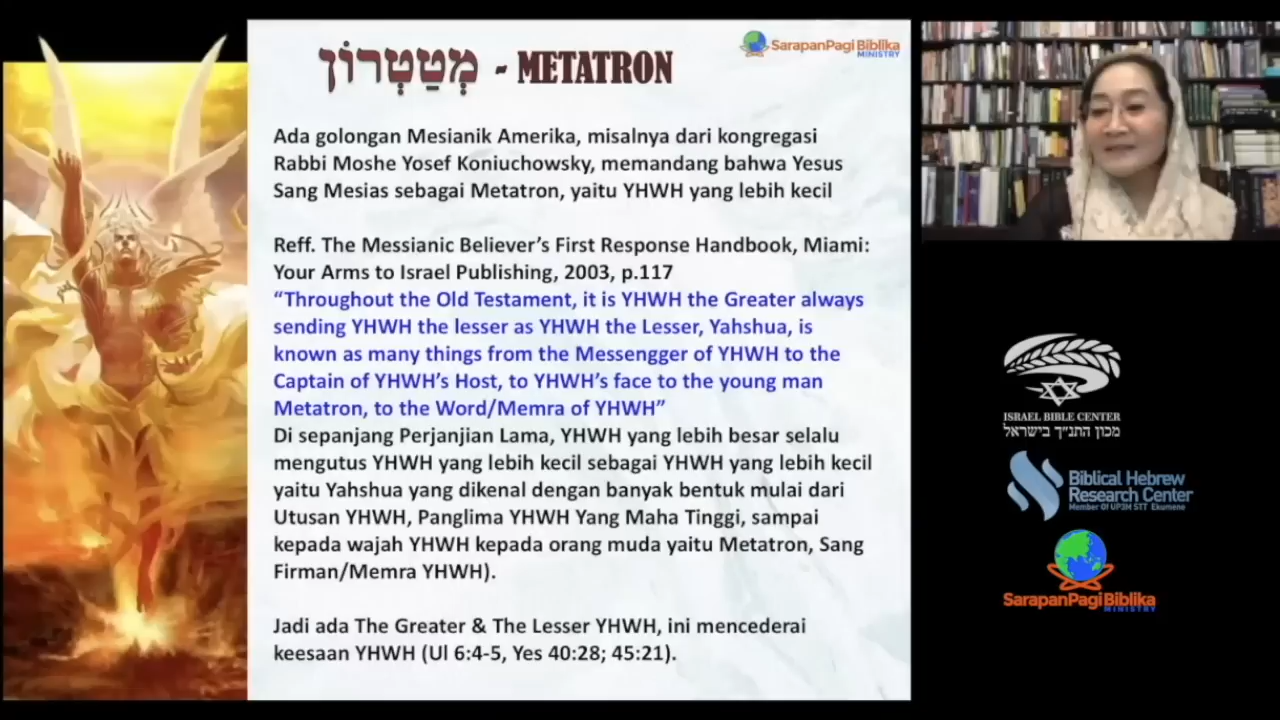 מְטַטְרוֹן - METATRON
SarapanPagi Biblika
MINISTRY
Ada golongan Mesianik Amerika, misalnya dari kongregasi
Rabbi Moshe Yosef Koniuchowsky, memandang bahwa Yesus
Sang Mesias sebagai Metatron, yaitu YHWH yang lebih kecil
Reff. The Messianic Believer's First Response Handbook, Miami:
Your Arms to Israel Publishing, 2003, p.117
“Throughout the Old Testament, it is YHWH the Greater always
sending YHWH the lesser as YHWH the Lesser, Yahshua, is
known as many things from the Messengger of YHWH to the
Captain of YHWH's Host, to YHWH's face to the young man
Metatron, to the Word/Memra of YHWH”
Di sepanjang Perjanjian Lama, YHWH yang lebih besar selalu
mengutus YHWH yang lebih kecil sebagai YHWH yang lebih kecil
yaitu Yahshua yang dikenal dengan banyak bentuk mulai dari
Utusan YHWH, Panglima YHWH Yang Maha Tinggi, sampai
kepada wajah YHWH kepada orang muda yaitu Metatron, Sang
Firman/Memra YHWH).
Jadi ada The Greater & The Lesser YHWH, ini mencederai
keesaan YHWH (Ul 6:4-5, Yes 40:28; 45:21).
ISRAEL BIBLE CENTER
מכון התנ״ך בישראל
Biblical Hebrew
Research Center
Member Of UP3M STT Ekumene
SarapanPagi Biblika
MINISTRY